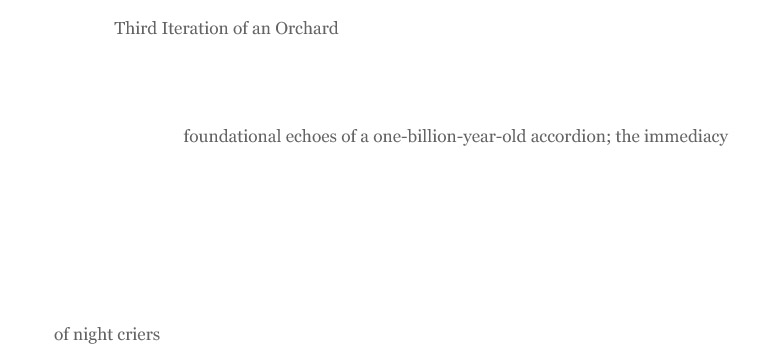 Third Iteration of an Orchard
foundational echoes of a one-billion-year-old accordion; the immediacy
of night criers